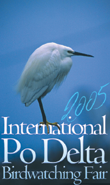 2005
International
Po Delta
Birdwatching Fair